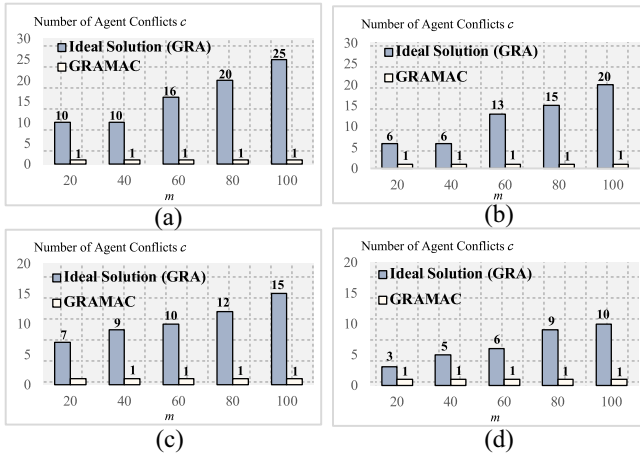 Number of Agent Conflicts c
30
25
20
15
10
5
0
Ideal Solution (GRA)
GRAMAC
10 10 16 20 25
1 1 1 1 1
20 40 60 80 100
m
(a)
Number of Agent Conflicts c
30
25
20
15
10
5
0
Ideal Solution (GRA)
GRAMAC
6 6 13 15 20
1 1 1 1 1
20 40 60 80 100
m
(b)
Number of Agent Conflicts c
20
15
10
5
0
Ideal Solution (GRA)
GRAMAC
7 9 10 12 15
1 1 1 1
20 40 60 80 100
m
(c)
Number of Agent Conflicts c
20
15
10
5
0
Ideal Solution (GRA)
GRAMAC
3 5 6 9 10
1 1 1 1 1
20 40 60 80 100
m
(d)